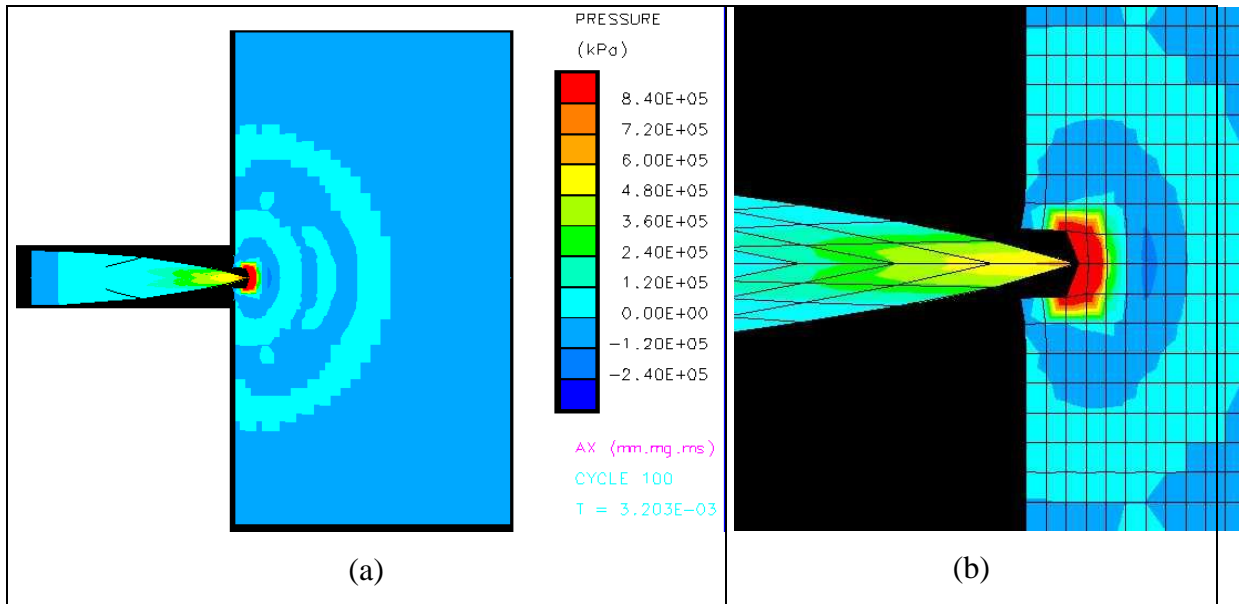 PRESSURE
(kPa)
8.40E+05
7.20E+05
6.00E+05
4.80E+05
3.60E+05
2.40E+05
1.20E+05
0.00E+00
-1.20E+05
-2.40E+05
AX (mm.mg.ms)
CYCLE 100
T = 3.203E-03
(a)
(b)